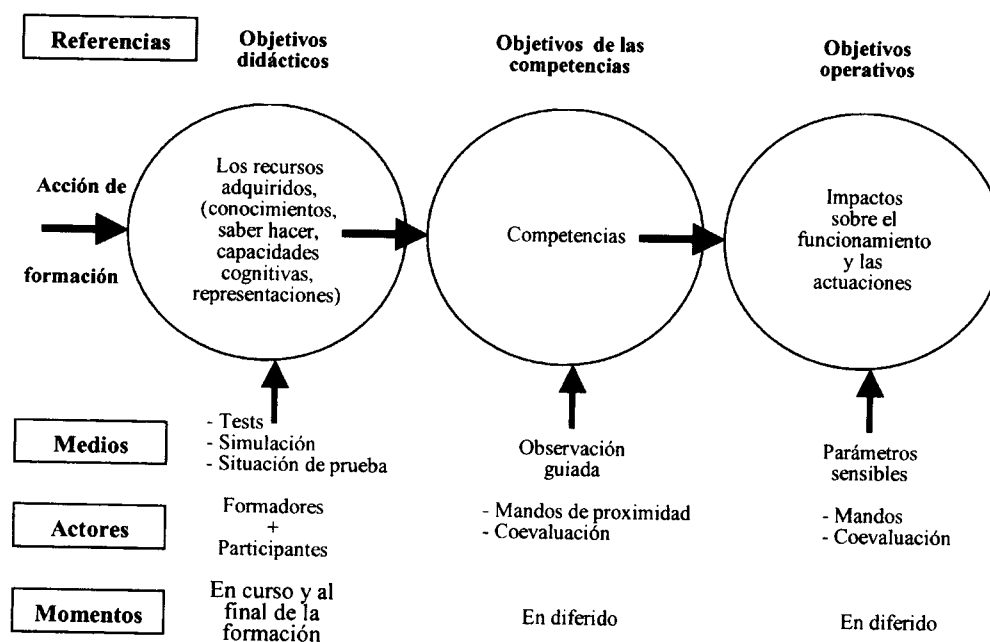 Referencias
Objetivos
didácticos
Objetivos de las
competencias
Objetivos
operativos
Acción de
formación
Los recursos
adquiridos,
(conocimientos,
saber hacer,
capacidades
cognitivas,
representaciones)
Competencias
Impactos
sobre el
funcionamiento
y las
actuaciones
Medios
- Tests
- Simulación
- Situación de prueba
Observación
guiada
Parámetros
sensibles
Actores
Formadores
+
Participantes
- Mandos de proximidad
- Coevaluación
- Mandos
- Coevaluación
Momentos
En curso y al
final de la
formación
En diferido
En diferido